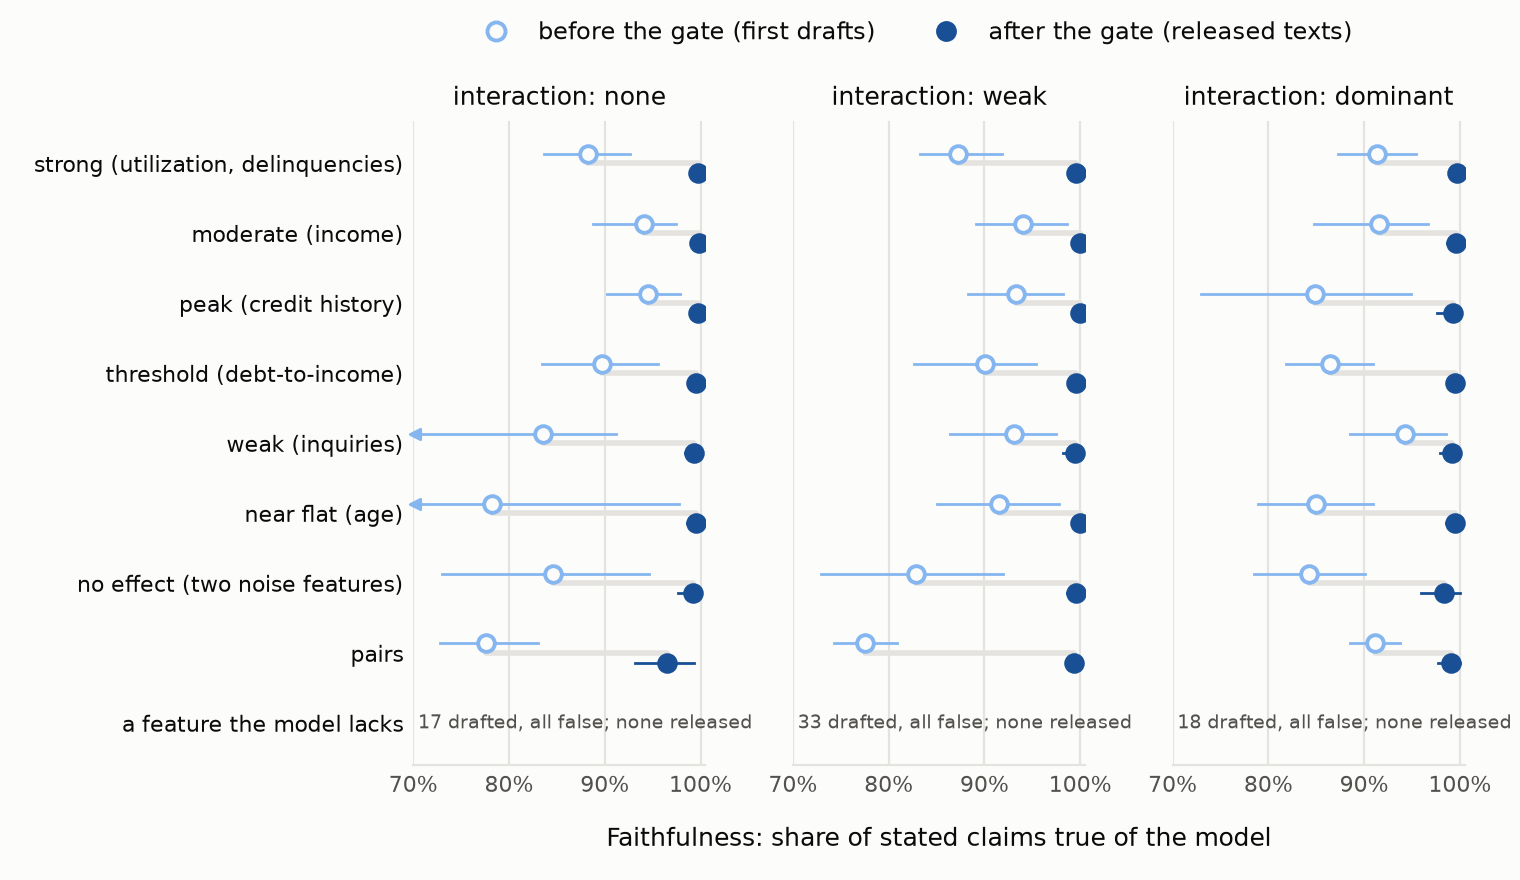 before the gate (first drafts) after the gate (released texts)
interaction: none interaction: weak interaction: dominant
strong (utilization, delinquencies)
moderate (income)
peak (credit history)
threshold (debt-to-income)
weak (inquiries)
near flat (age)
no effect (two noise features)
pairs
a feature the model lacks 17 drafted, all false; none released 33 drafted, all false; none released 18 drafted, all false; none released
70% 80% 90% 100% 70% 80% 90% 100% 70% 80% 90% 100%
Faithfulness: share of stated claims true of the model